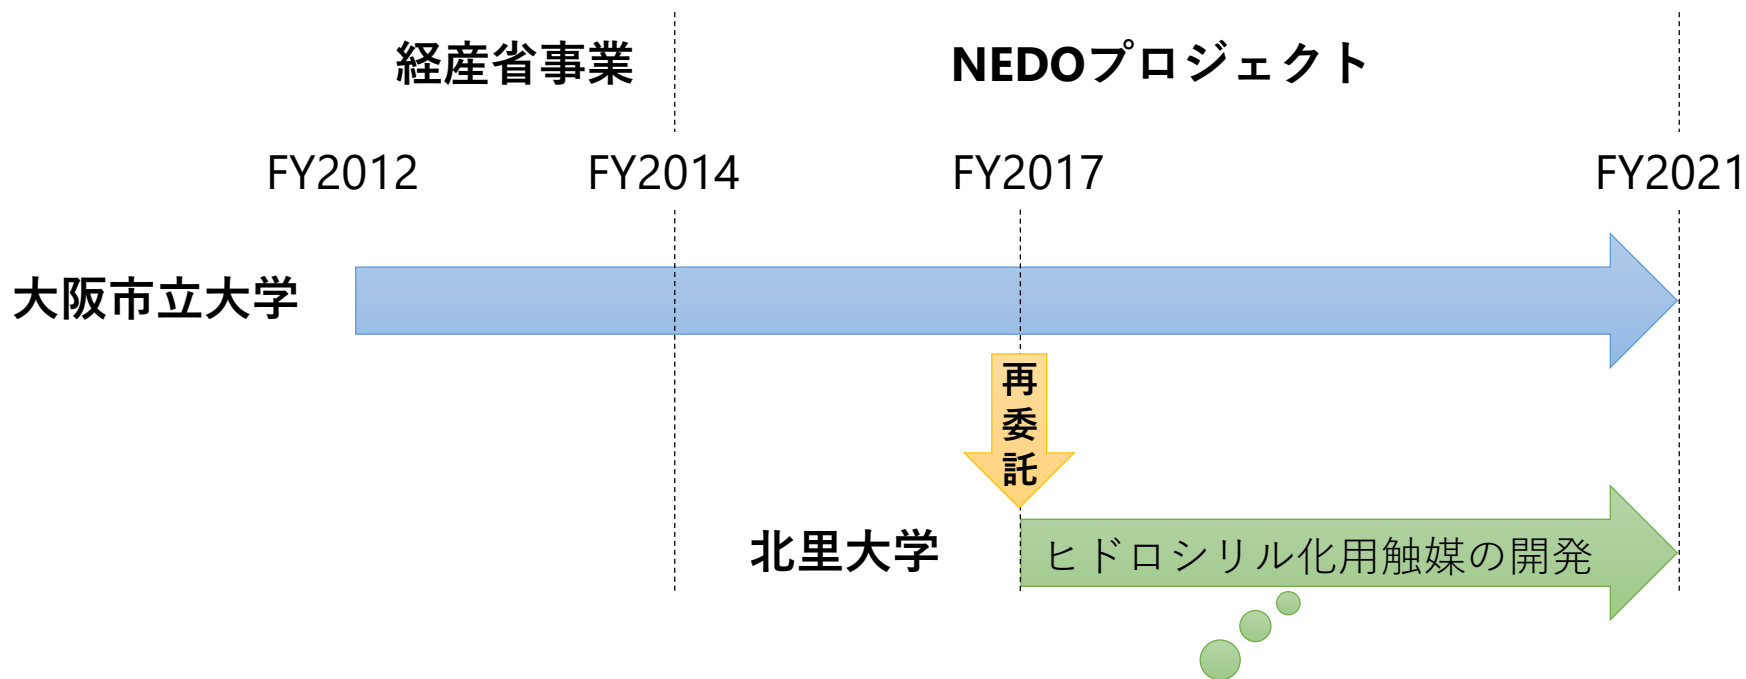 経産省事業
NEDOプロジェクト
FY2012
FY2014
FY2017
FY2021
大阪市立大学
再委託
北里大学
ヒドロシリル化用触媒の開発